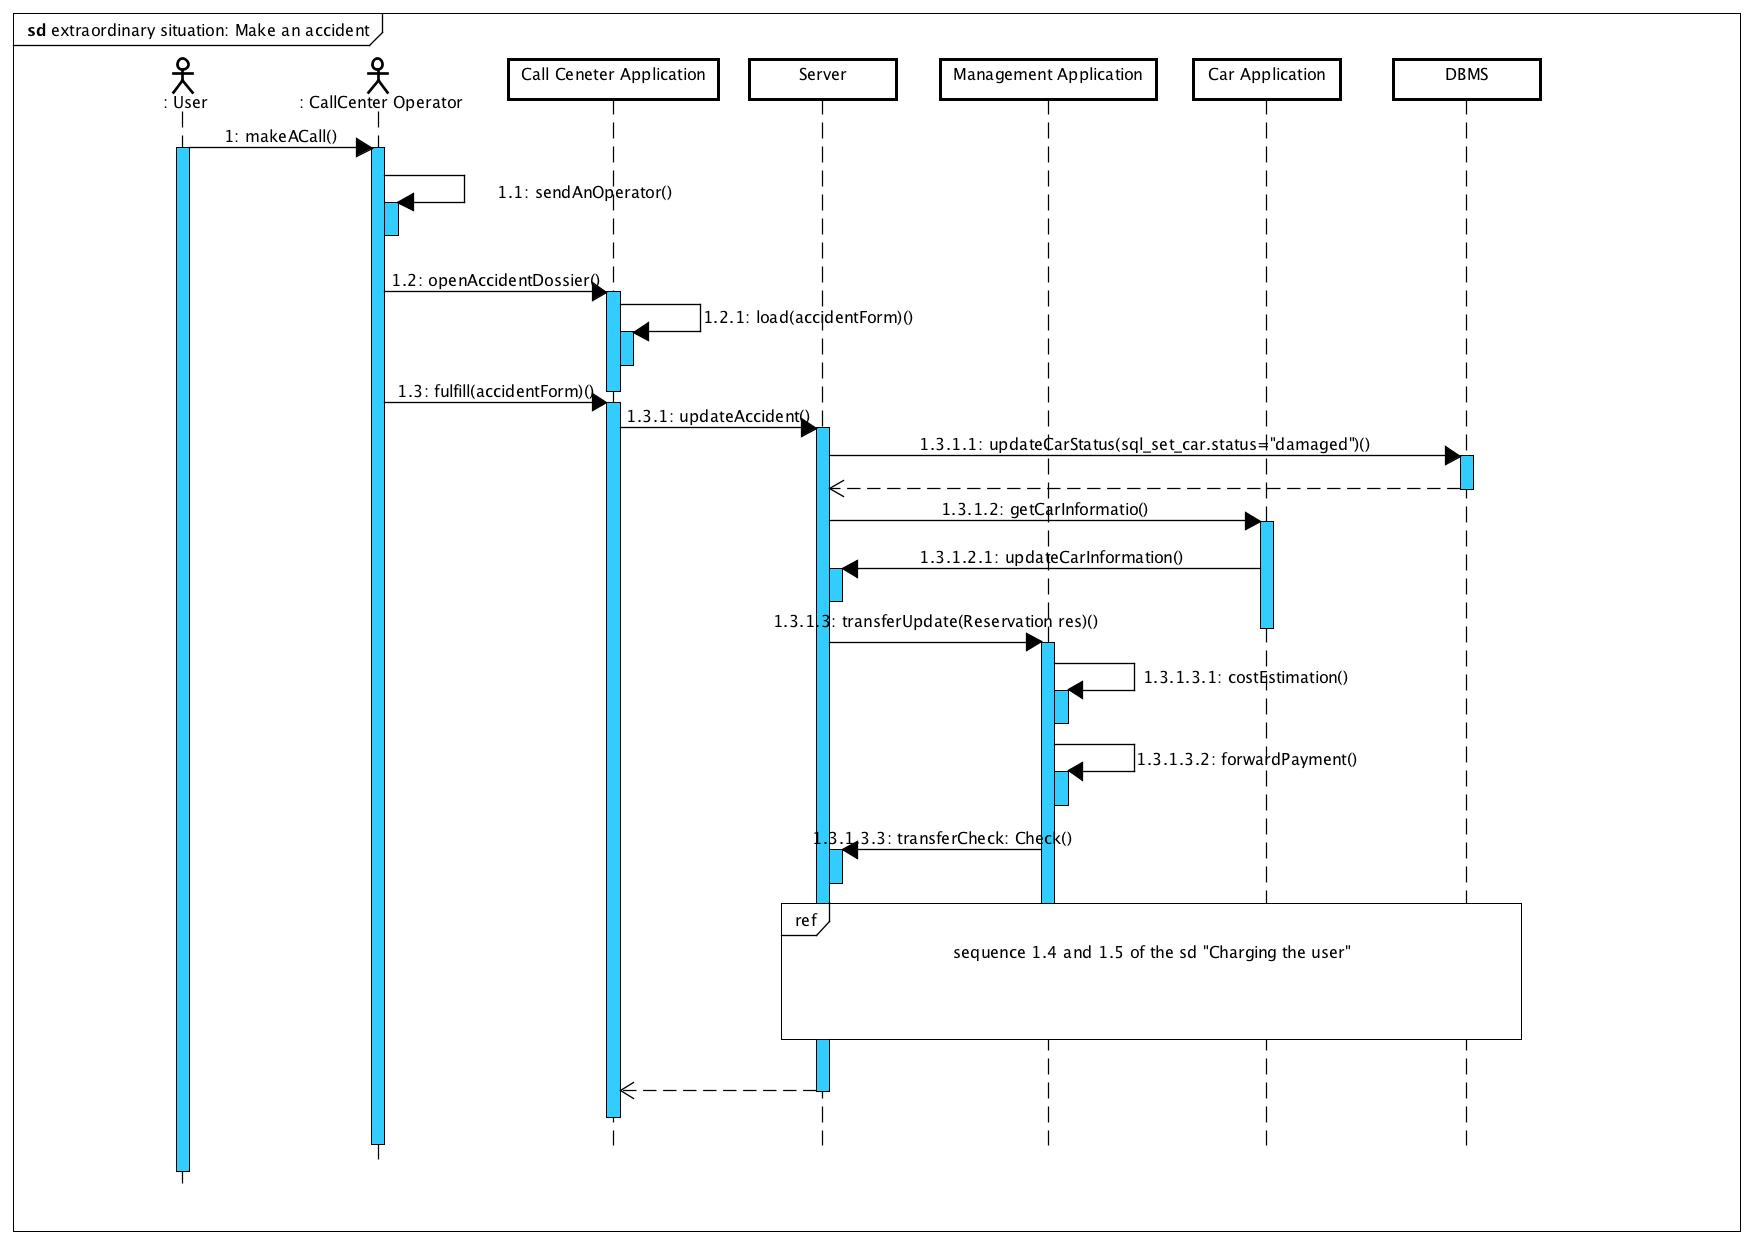 sd extraordinary situation: Make an accident
: User
: CallCenter Operator
Call Ceneter Application
Server
Management Application
Car Application
DBMS
1: makeACall()
1.1: sendAnOperator()
1.2: openAccidentDossier()
1.2.1: load(accidentForm)()
1.3: fulfill(accidentForm)()
1.3.1: updateAccident()
1.3.1.1: updateCarStatus(sql_set_car.status="damaged")()
1.3.1.2: getCarInformatio()
1.3.1.2.1: updateCarInformation()
1.3.1.3: transferUpdate(Reservation res)()
1.3.1.3.1: costEstimation()
1.3.1.3.2: forwardPayment()
1.3.1.3.3: transferCheck: Check()
ref
sequence 1.4 and 1.5 of the sd "Charging the user"